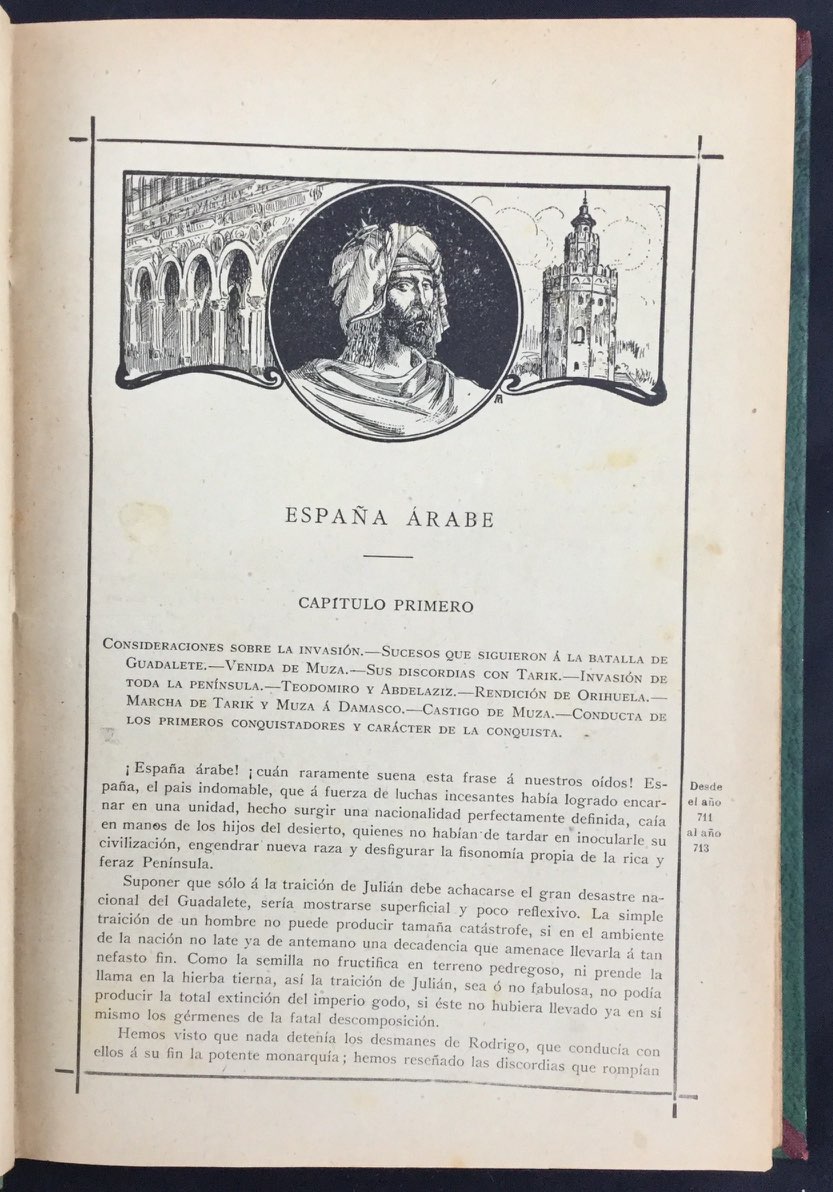 ESPAÑA ÁRABE
CAPÍTULO PRIMERO
CONSIDERACIONES SOBRE LA INVASIÓN.—SUCESOS QUE SIGUIERON Á LA BATALLA DE
GUADALETE.—VENIDA DE MUZA.—SUS DISCORDIAS CON TARIK.—INVASIÓN DE
TODA LA PENÍNSULA.—TEODOMIRO Y ABDELAZIZ.—RENDICIÓN DE ORIHUELA.—
MARCHA DE TARIK Y MUZA Á DAMASCO.—CASTIGO DE MUZA.—CONDUCTA DE
LOS PRIMEROS CONQUISTADORES Y CARÁCTER DE LA CONQUISTA.
¡España árabe! ¡cuán raramente suena esta frase á nuestros oídos! Es-
paña, el pais indomable, que á fuerza de luchas incesantes había logrado encar-
nar en una unidad, hecho surgir una nacionalidad perfectamente definida, caía
en manos de los hijos del desierto, quienes no habían de tardar en inocularle su
civilización, engendrar nueva raza y desfigurar la fisonomía propia de la rica y
feraz Península.
Desde
el año
711
al año
713
Suponer que sólo á la traición de Julián debe achacarse el gran desastre na-
cional del Guadalete, sería mostrarse superficial y poco reflexivo. La simple
traición de un hombre no puede producir tamaña catástrofe, si en el ambiente
de la nación no late ya de antemano una decadencia que amenace llevarla á tan
nefasto fin. Como la semilla no fructifica en terreno pedregoso, ni prende la
llama en la hierba tierna, así la traición de Julián, sea ó no fabulosa, no podía
producir la total extinción del imperio godo, si éste no hubiera llevado ya en sí
mismo los gérmenes de la fatal descomposición.
Hemos visto que nada detenía los desmanes de Rodrigo, que conducía con
ellos á su fin la potente monarquía; hemos reseñado las discordias que rompían